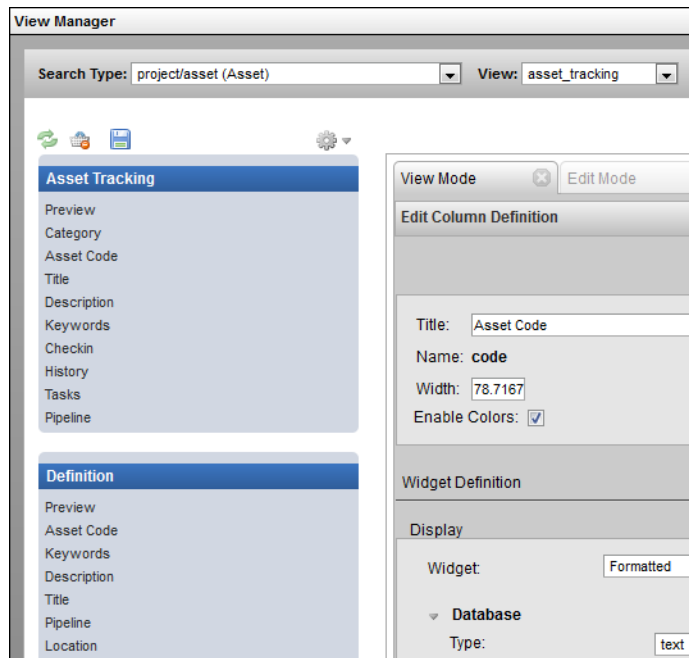 View Manager
Search Type: project/asset (Asset) View: asset_tracking
Asset Tracking
Preview
Category
Asset Code
Title
Description
Keywords
Checkin
History
Tasks
Pipeline
Definition
Preview
Asset Code
Keywords
Description
Title
Pipeline
Location
View Mode Edit Mode
Edit Column Definition
Title: Asset Code
Name: code
Width: 78.7167
Enable Colors:
Widget Definition
Display
Widget: Formatted
Database
Type: text